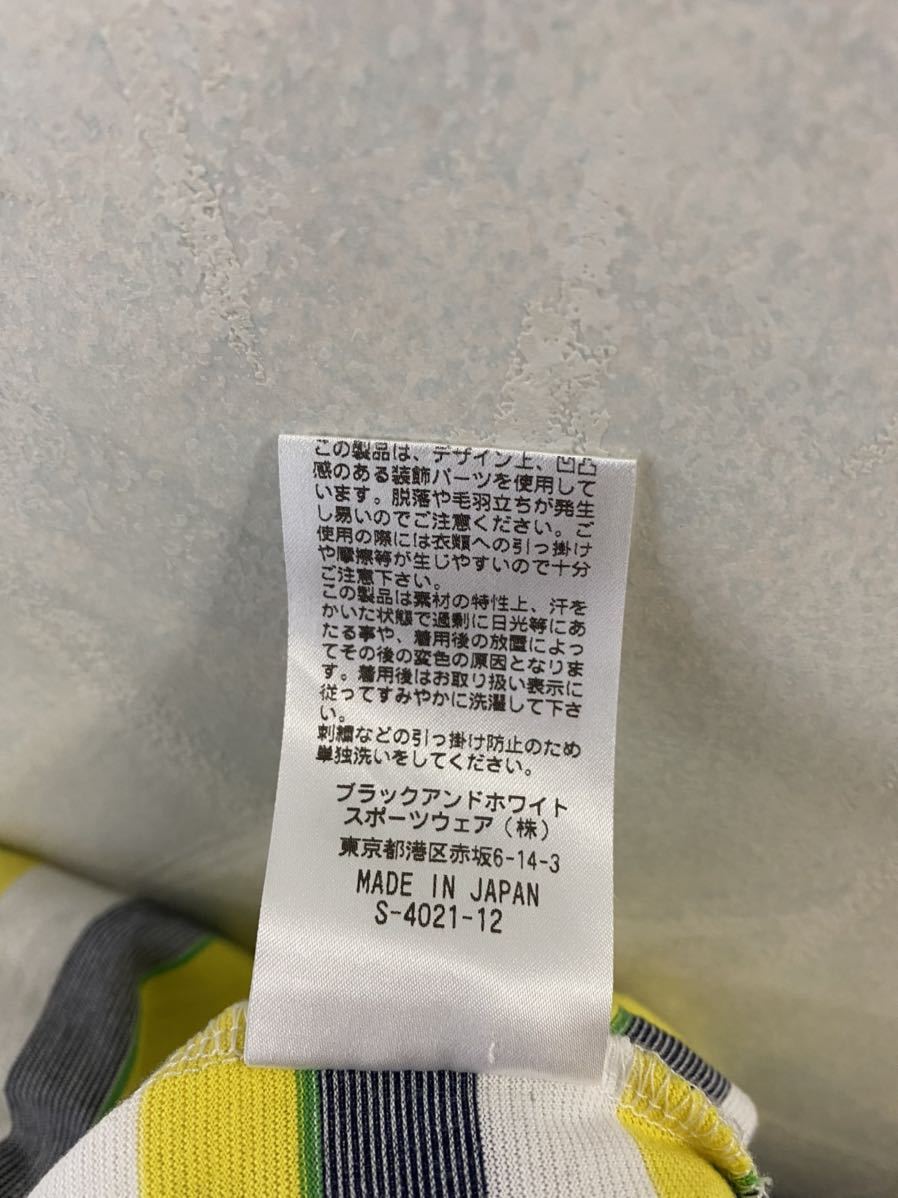 この製品は、デザイン上、凹凸
感のある装飾パーツを使用して
います。脱落や毛羽立ちが発生
し易いのでご注意ください。ご
使用の際には衣類への引っ掛け
や摩擦等が生じやすいので十分
ご注意下さい。
この製品は素材の特性上、汗を
かいた状態で過剰に日光等にあ
たる事や、着用後の放置によっ
てその後の変色の原因となりま
す。着用後はお取り扱い表示に
従ってすみやかに洗濯して下さ
い。
刺繍などの引っ掛け防止のため
単独洗いをしてください。
ブラックアンドホワイト
スポーツウェア(株)
東京都港区赤坂6-14-3
MADE IN JAPAN
S-4021-12